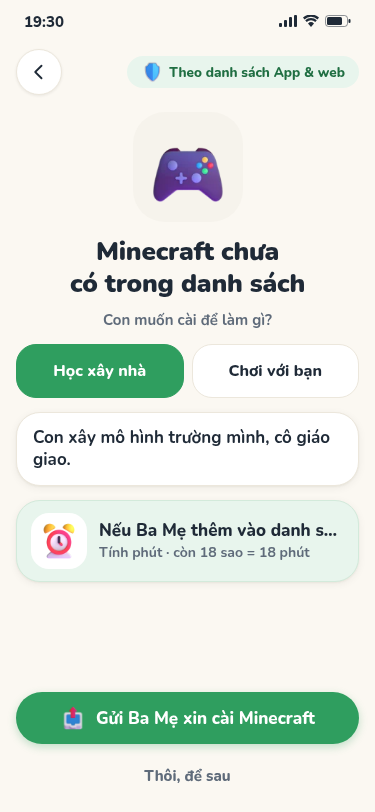 19:30
Theo danh sách App & web
Minecraft chưa
có trong danh sách
Con muốn cài để làm gì?
Học xây nhà
Chơi với bạn
Con xây mô hình trường mình, cô giáo
giao.
Nếu Ba Mẹ thêm vào danh s...
Tính phút · còn 18 sao = 18 phút
Gửi Ba Mẹ xin cài Minecraft
Thôi, để sau